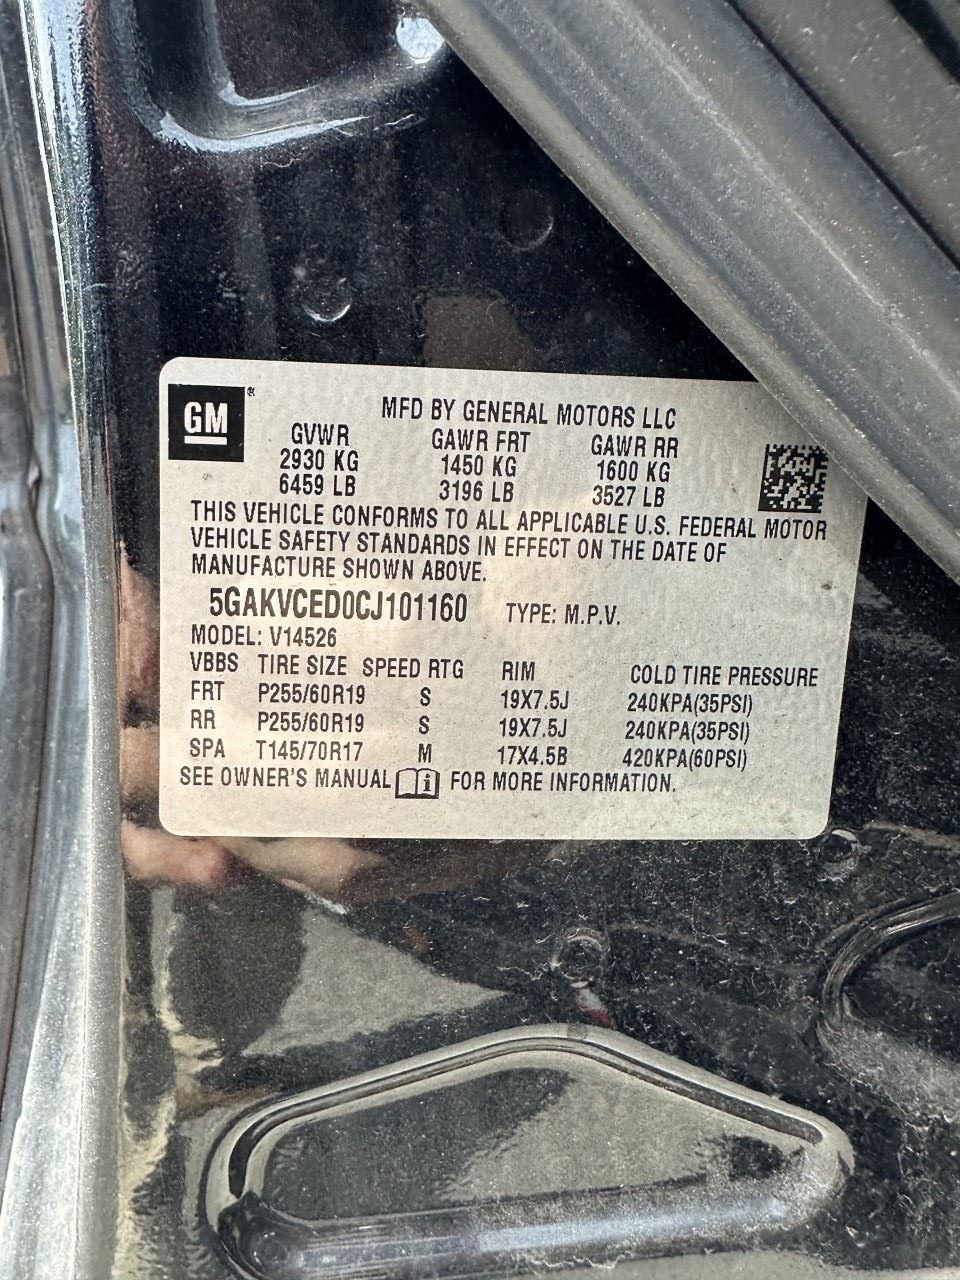 GM ®
MFD BY GENERAL MOTORS LLC
GVWR GAWR FRT GAWR RR
2930 KG 1450 KG 1600 KG
6459 LB 3196 LB 3527 LB
THIS VEHICLE CONFORMS TO ALL APPLICABLE U.S. FEDERAL MOTOR
VEHICLE SAFETY STANDARDS IN EFFECT ON THE DATE OF
MANUFACTURE SHOWN ABOVE.
5GAKVCED0CJ101160 TYPE: M.P.V.
MODEL: V14526
VBBS TIRE SIZE SPEED RTG RIM COLD TIRE PRESSURE
FRT P255/60R19 S 19X7.5J 240KPA(35PSI)
RR P255/60R19 S 19X7.5J 240KPA(35PSI)
SPA T145/70R17 M 17X4.5B 420KPA(60PSI)
SEE OWNER'S MANUAL i FOR MORE INFORMATION.